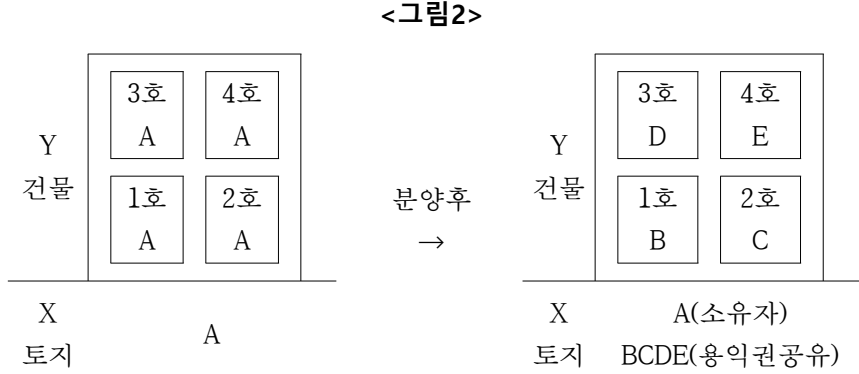 <그림2>
3호 4호
A A
Y
건물
1호 2호
A A
X
토지
A
분양후
→
3호 4호
D E
Y
건물
1호 2호
B C
X
토지
A(소유자)
BCDE(용익권공유)